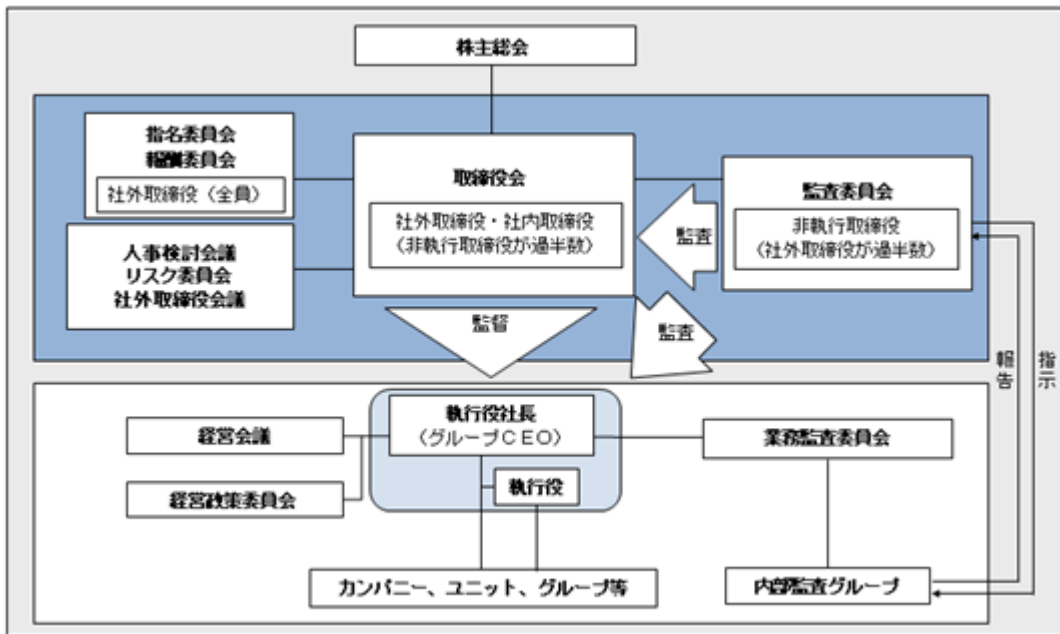 株主総会
指名委員会
報酬委員会
社外取締役（全員）
取締役会
社外取締役・社内取締役
（非執行取締役が過半数）
監査
監査委員会
非執行取締役
（社外取締役が過半数）
人事検討会議
リスク委員会
社外取締役会議
監督
監査
報告
指示
執行役社長
（グループＣＥＯ）
執行役
経営会議
経営政策委員会
業務監査委員会
カンパニー、ユニット、グループ等
内部監査グループ